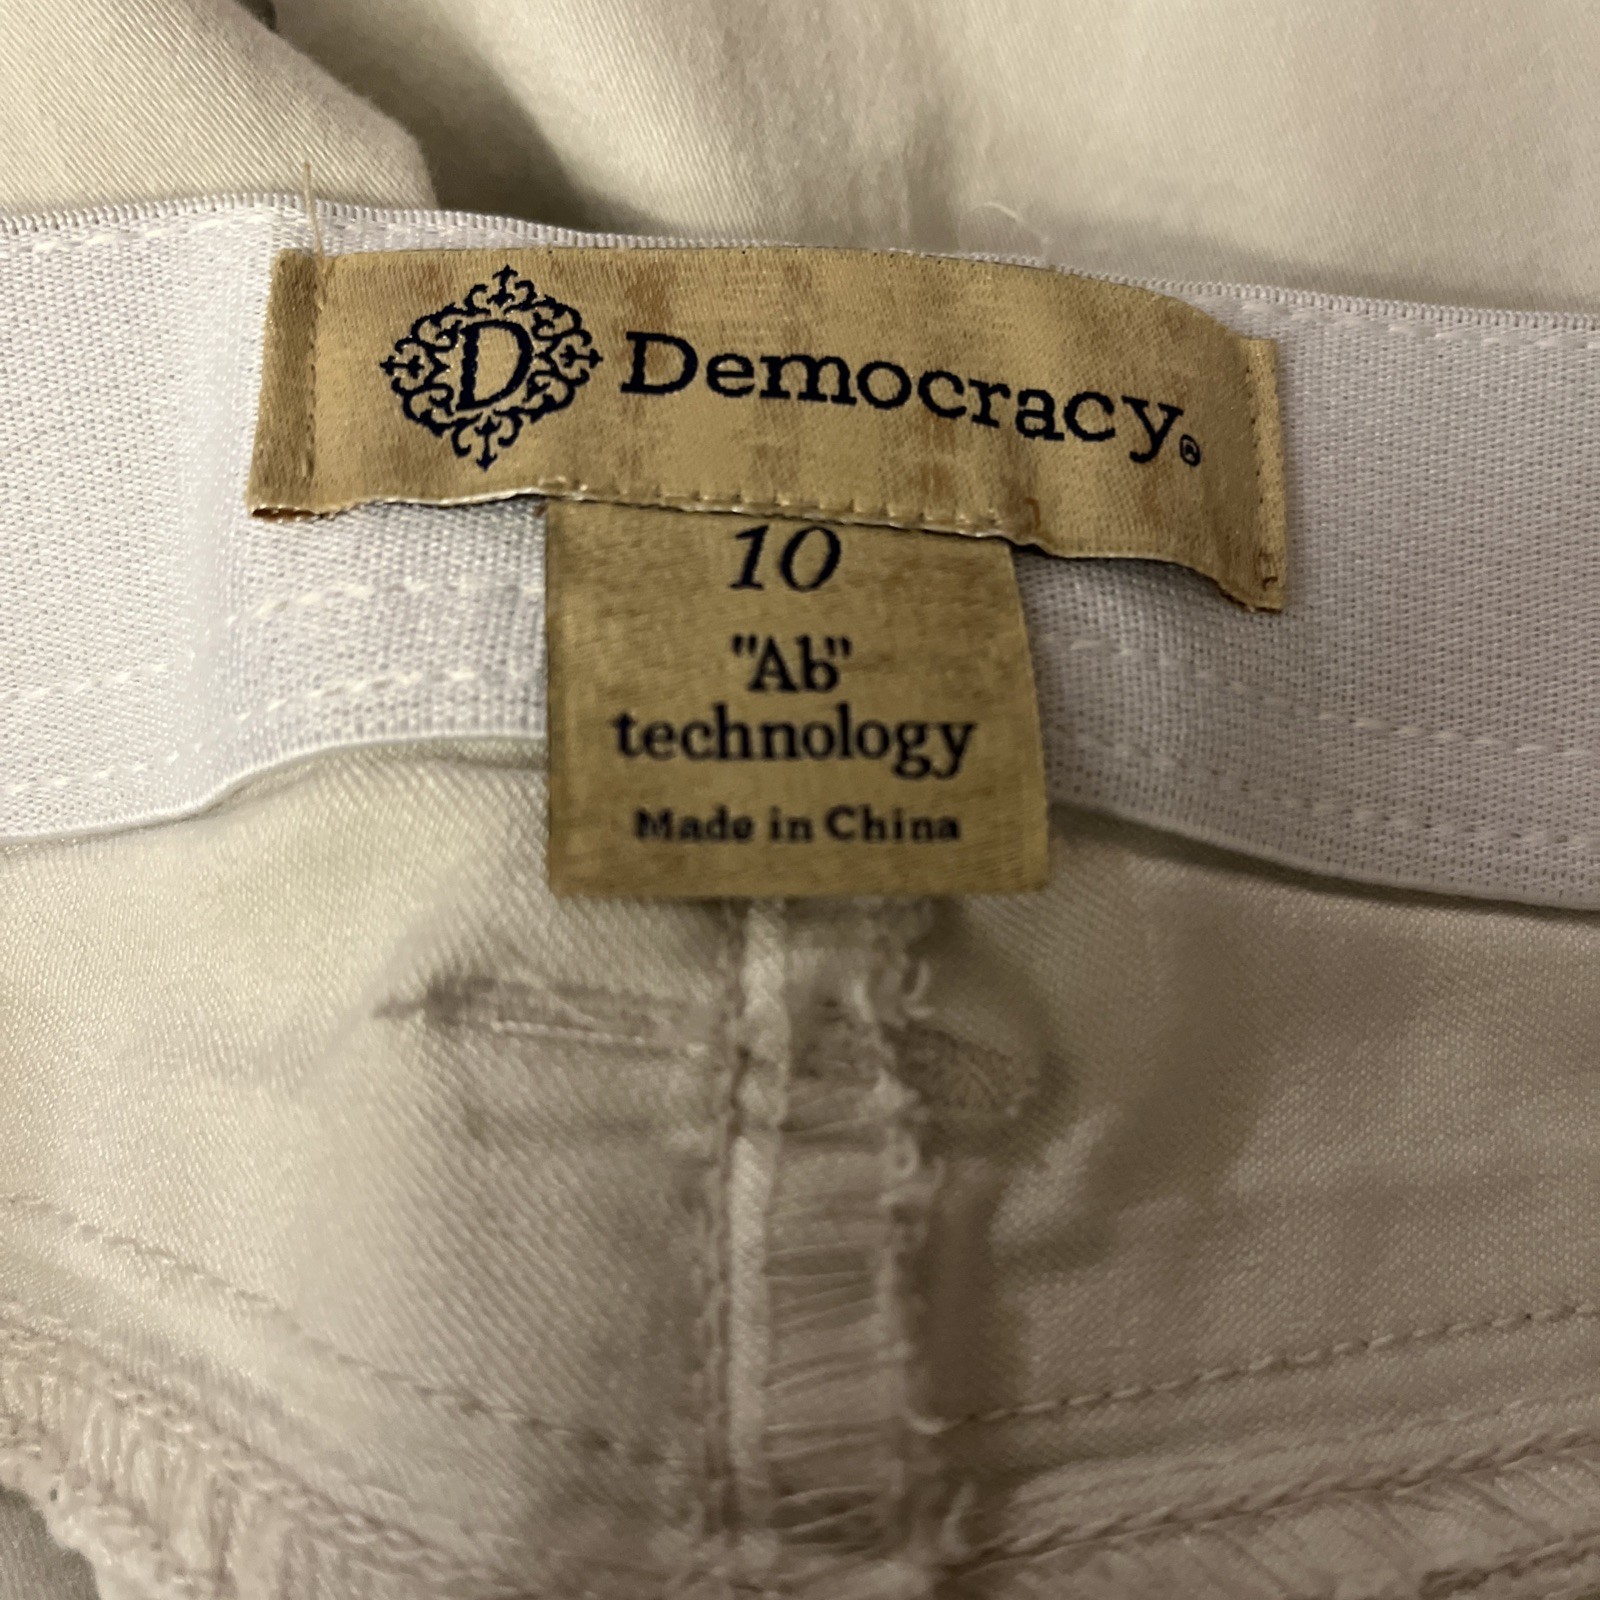 D Democracy®
10
"Ab"
technology
Made in China